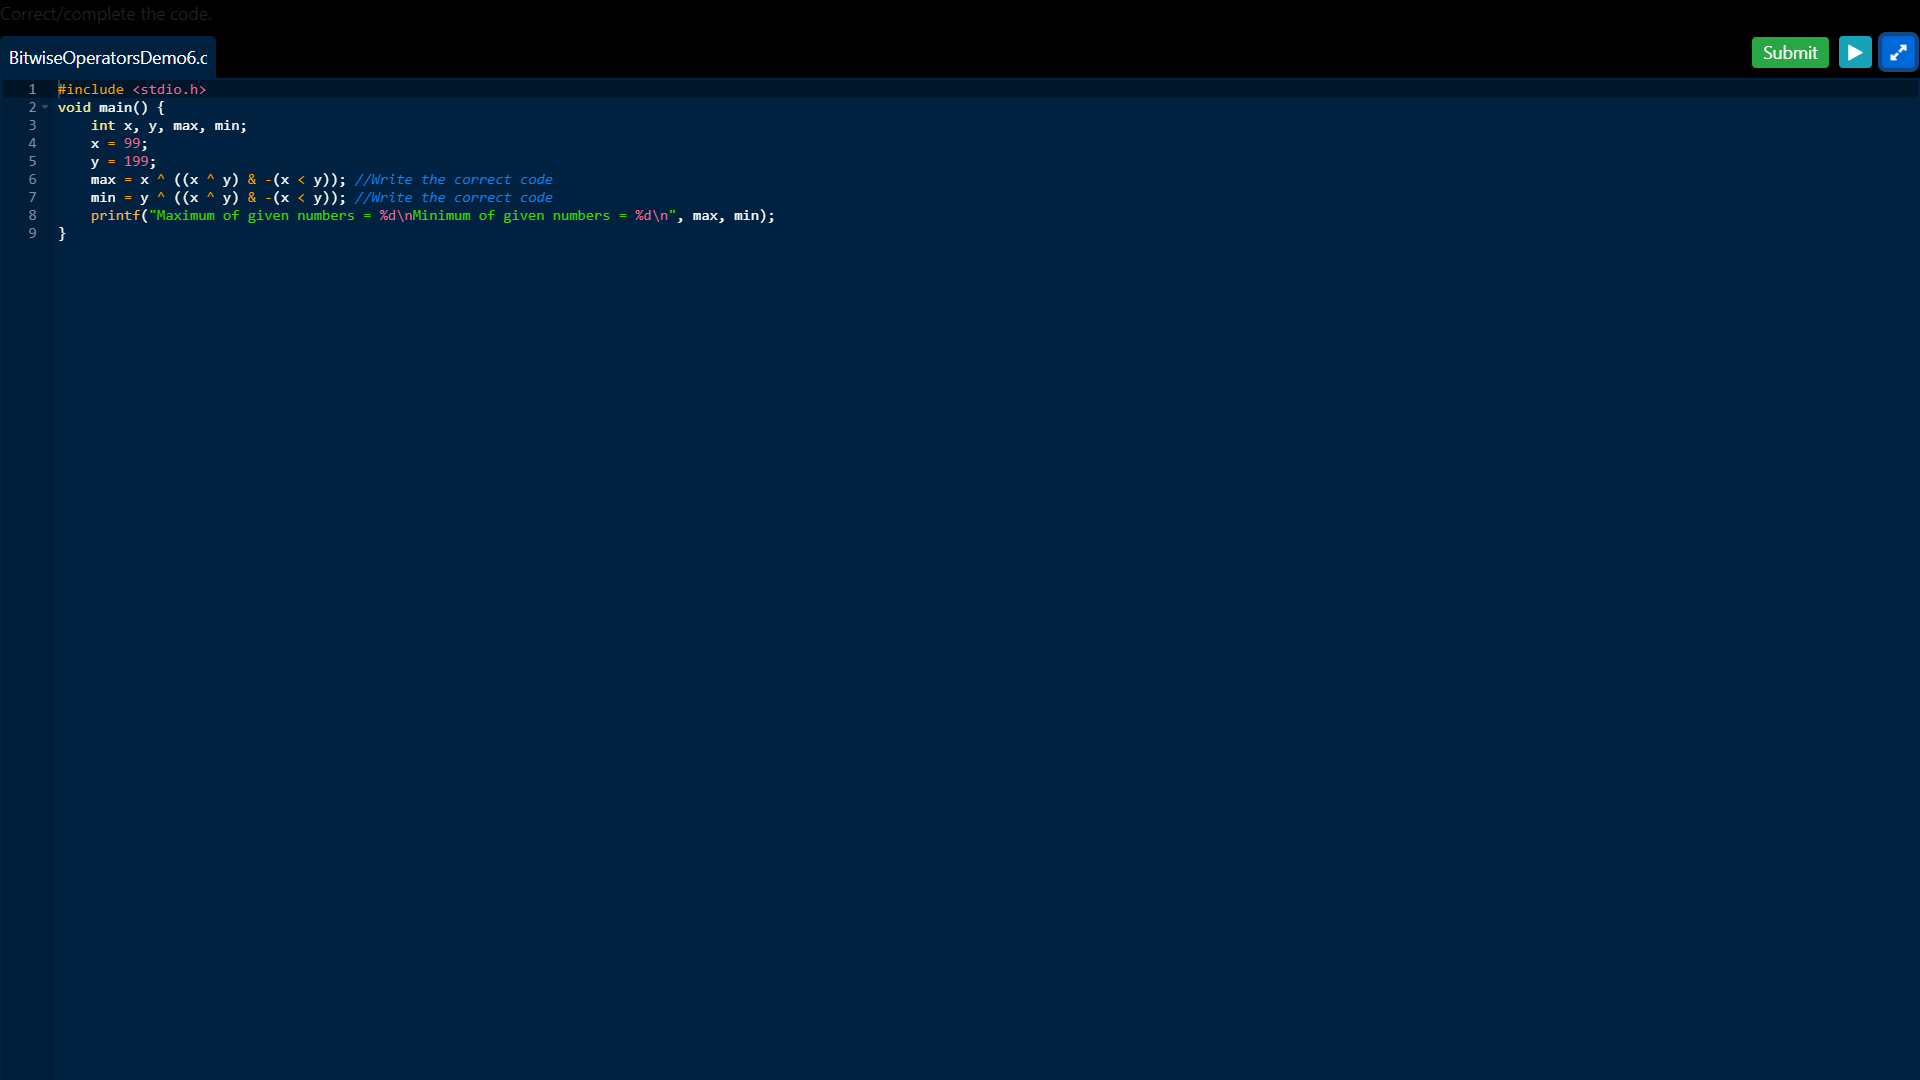 Correct/complete the code.
BitwiseOperatorsDemo6.c
Submit
1 #include <stdio.h>
2 void main() {
3     int x, y, max, min;
4     x = 99;
5     y = 199;
6     max = x ^ ((x ^ y) & -(x < y)); //Write the correct code
7     min = y ^ ((x ^ y) & -(x < y)); //Write the correct code
8     printf("Maximum of given numbers = %d\nMinimum of given numbers = %d\n", max, min);
9 }